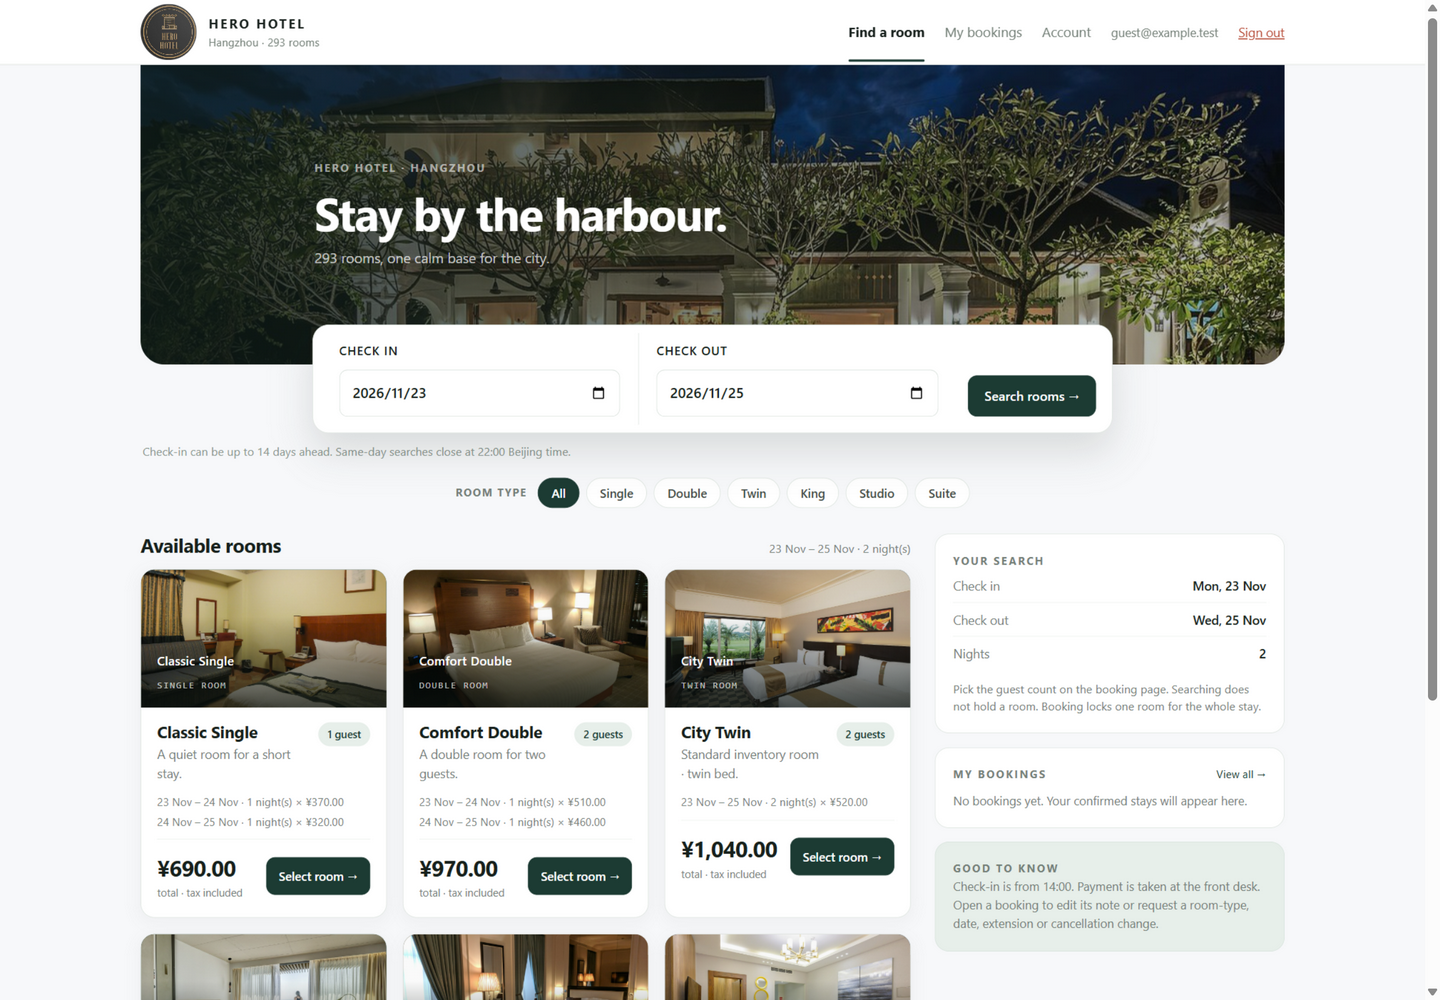 HERO HOTEL
HERO HOTEL
Hangzhou · 293 rooms
Find a room
My bookings
Account
guest@example.test
Sign out
HERO HOTEL · HANGZHOU
Stay by the harbour.
293 rooms, one calm base for the city.
CHECK IN
2026/11/23
CHECK OUT
2026/11/25
Search rooms →
Check-in can be up to 14 days ahead. Same-day searches close at 22:00 Beijing time.
ROOM TYPE
All
Single
Double
Twin
King
Studio
Suite
Available rooms
23 Nov – 25 Nov · 2 night(s)
Classic Single
SINGLE ROOM
Classic Single
1 guest
A quiet room for a short
stay.
23 Nov – 24 Nov · 1 night(s) × ¥370.00
24 Nov – 25 Nov · 1 night(s) × ¥320.00
¥690.00
total · tax included
Select room →
Comfort Double
DOUBLE ROOM
Comfort Double
2 guests
A double room for two
guests.
23 Nov – 24 Nov · 1 night(s) × ¥510.00
24 Nov – 25 Nov · 1 night(s) × ¥460.00
¥970.00
total · tax included
Select room →
City Twin
TWIN ROOM
City Twin
2 guests
Standard inventory room
· twin bed.
23 Nov – 25 Nov · 2 night(s) × ¥520.00
¥1,040.00
total · tax included
Select room →
YOUR SEARCH
Check in
Mon, 23 Nov
Check out
Wed, 25 Nov
Nights
2
Pick the guest count on the booking page. Searching does
not hold a room. Booking locks one room for the whole stay.
MY BOOKINGS
View all →
No bookings yet. Your confirmed stays will appear here.
GOOD TO KNOW
Check-in is from 14:00. Payment is taken at the front desk.
Open a booking to edit its note or request a room-type,
date, extension or cancellation change.